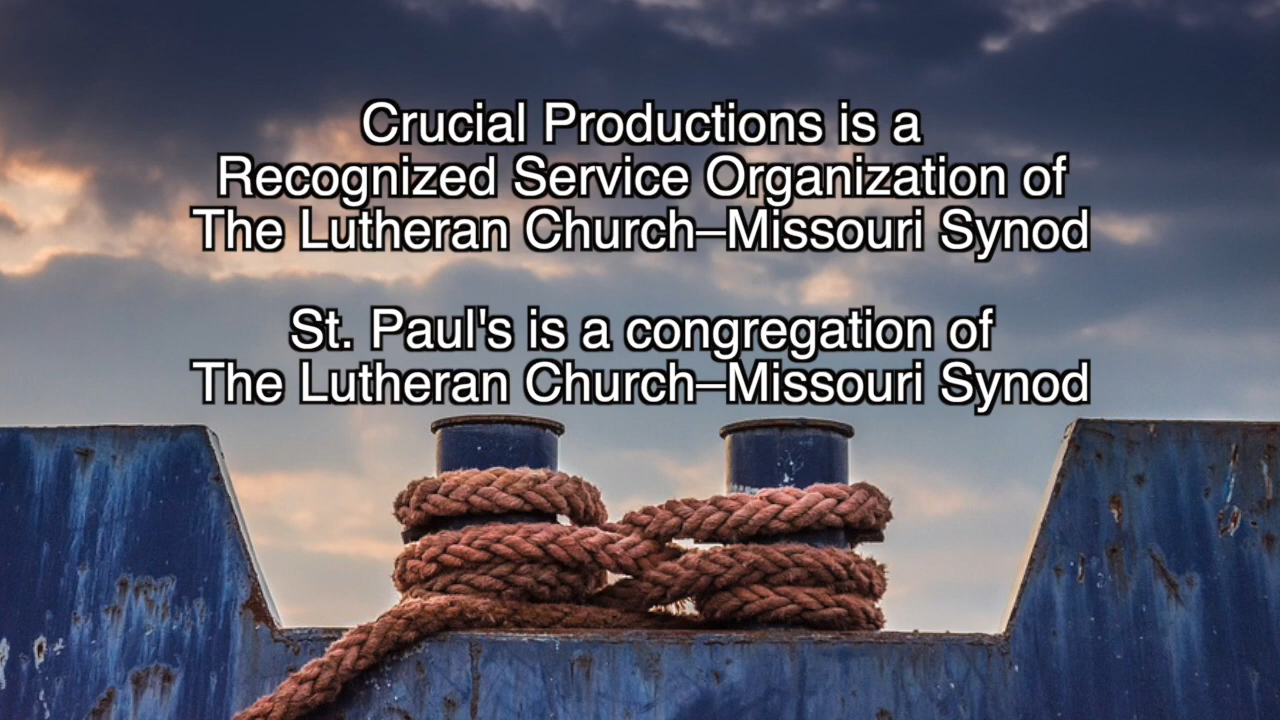 Crucial Productions is a
Recognized Service Organization of
The Lutheran Church–Missouri Synod
St. Paul's is a congregation of
The Lutheran Church–Missouri Synod